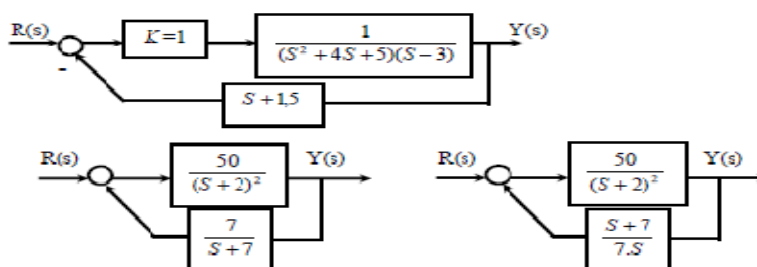 R(s) K=1 1 Y(s)
(S² + 4S + 5)(S − 3)
-
S + 1,5
R(s) 50 Y(s)
(S + 2)²
7
S + 7
R(s) 50 Y(s)
(S + 2)²
S + 7
7.S